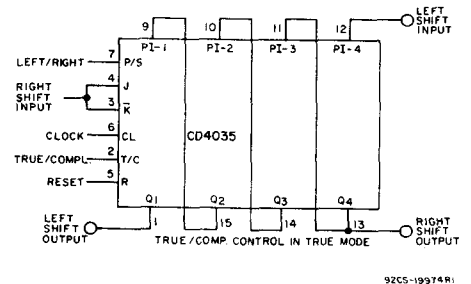 LEFT
SHIFT
INPUT
9 10 11 12
PI-1 PI-2 PI-3 PI-4
LEFT/RIGHT 7 P/S
RIGHT
SHIFT
INPUT
4 J
3 K̅
CLOCK 6 CL
CD4035
TRUE/COMPL. 2 T/C
RESET 5 R
Q1 Q2 Q3 Q4
1 15 14 13
LEFT
SHIFT
OUTPUT
RIGHT
SHIFT
OUTPUT
TRUE/COMP. CONTROL IN TRUE MODE
92CS-19974R1